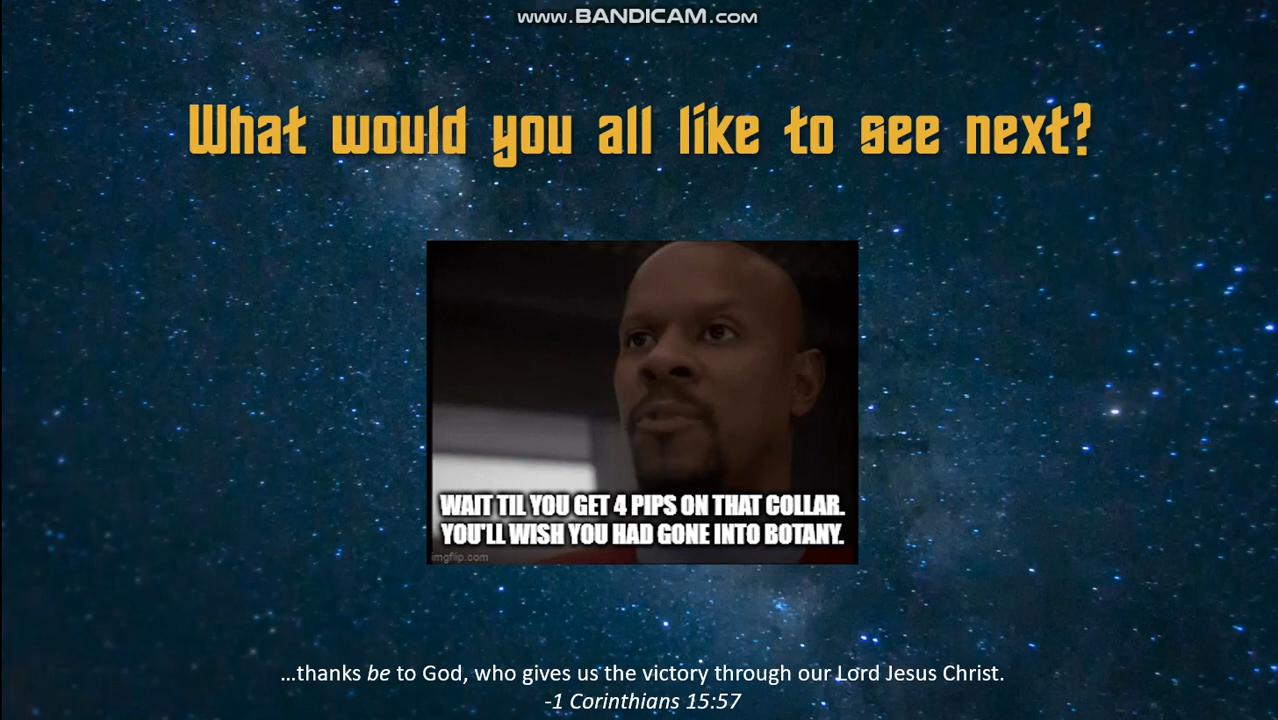 www.BANDICAM.com
What would you all like to see next?
WAIT TIL YOU GET 4 PIPS ON THAT COLLAR.
YOU'LL WISH YOU HAD GONE INTO BOTANY.
imgflip.com
...thanks be to God, who gives us the victory through our Lord Jesus Christ.
-1 Corinthians 15:57